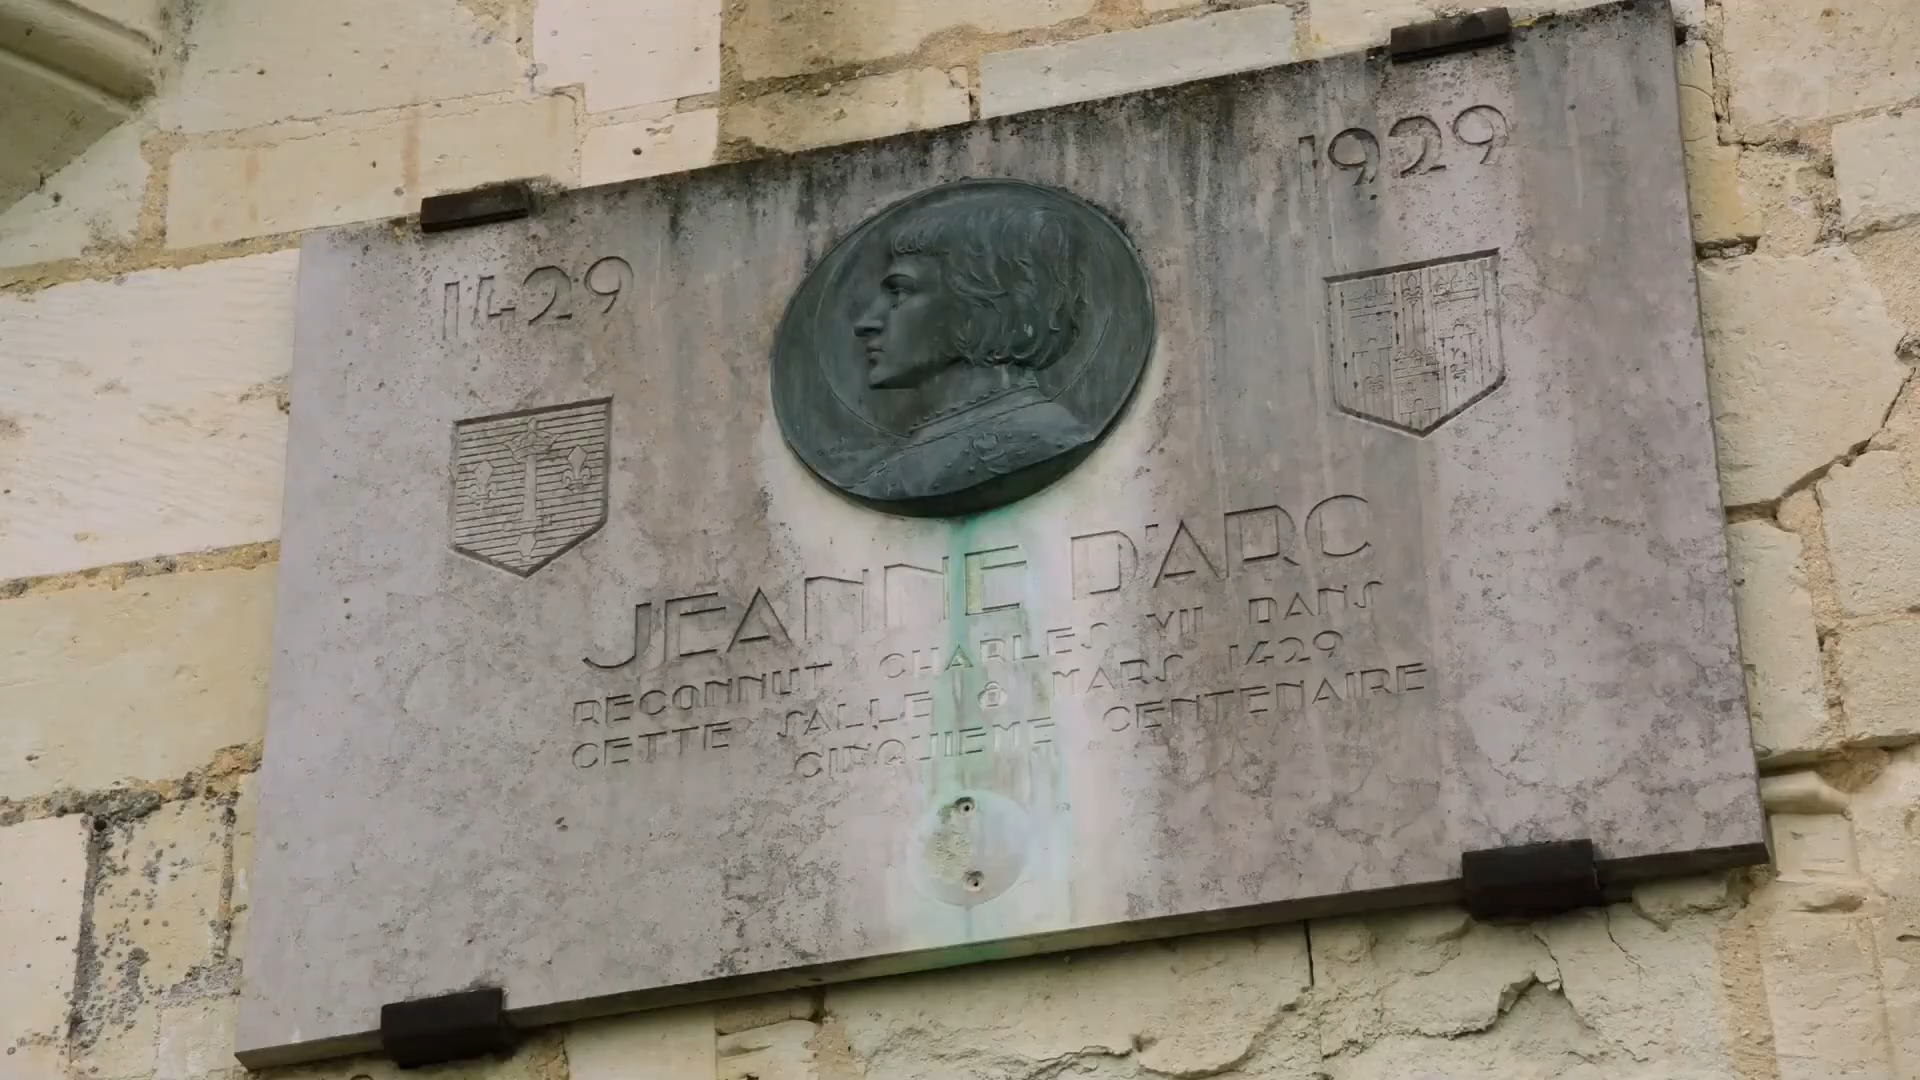 1429
1929
JEANNE D'ARC
RECONNUT CHARLES VII DANS
CETTE SALLE 8 MARS 1429
CINQUIEME CENTENAIRE